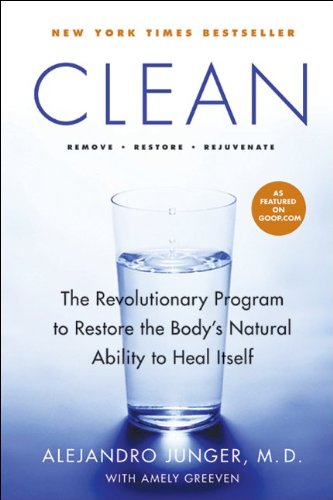 NEW YORK TIMES BESTSELLER
CLEAN
REMOVE • RESTORE • REJUVENATE
AS
FEATURED
ON
GOOP.COM
The Revolutionary Program
to Restore the Body's Natural
Ability to Heal Itself
ALEJANDRO JUNGER, M.D.
WITH AMELY GREEVEN